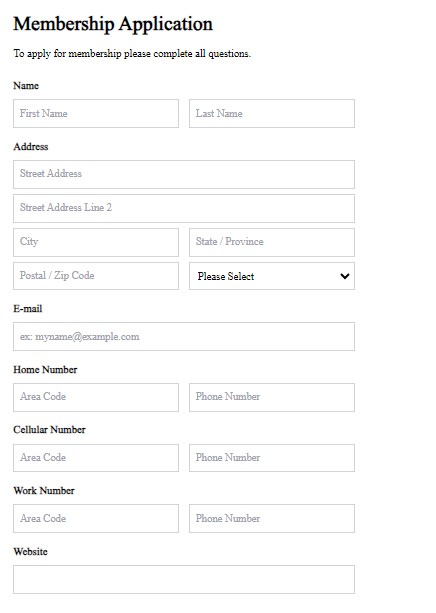 Membership Application
To apply for membership please complete all questions.
Name
First Name Last Name
Address
Street Address
Street Address Line 2
City State / Province
Postal / Zip Code Please Select
E-mail
ex: myname@example.com
Home Number
Area Code Phone Number
Cellular Number
Area Code Phone Number
Work Number
Area Code Phone Number
Website